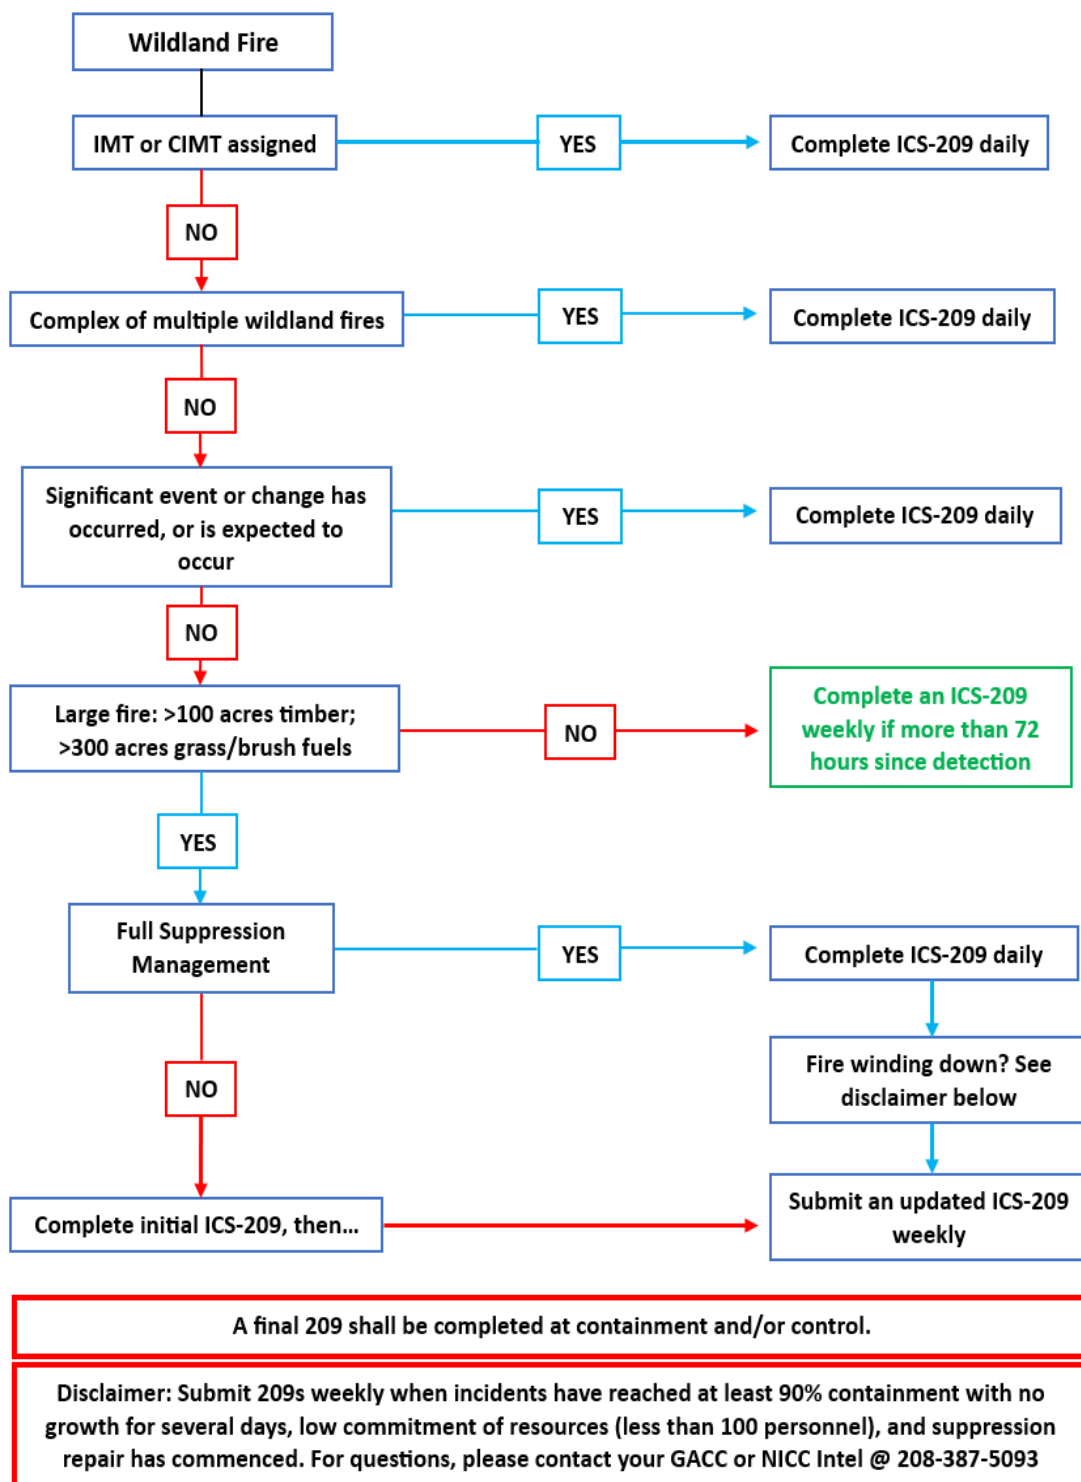 Wildland Fire
IMT or CIMT assigned
YES
Complete ICS-209 daily
NO
Complex of multiple wildland fires
YES
Complete ICS-209 daily
NO
Significant event or change has
occurred, or is expected to
occur
YES
Complete ICS-209 daily
NO
Large fire: >100 acres timber;
>300 acres grass/brush fuels
NO
Complete an ICS-209
weekly if more than 72
hours since detection
YES
Full Suppression
Management
YES
Complete ICS-209 daily
NO
Fire winding down? See
disclaimer below
Complete initial ICS-209, then...
Submit an updated ICS-209
weekly
A final 209 shall be completed at containment and/or control.
Disclaimer: Submit 209s weekly when incidents have reached at least 90% containment with no
growth for several days, low commitment of resources (less than 100 personnel), and suppression
repair has commenced. For questions, please contact your GACC or NICC Intel @ 208-387-5093